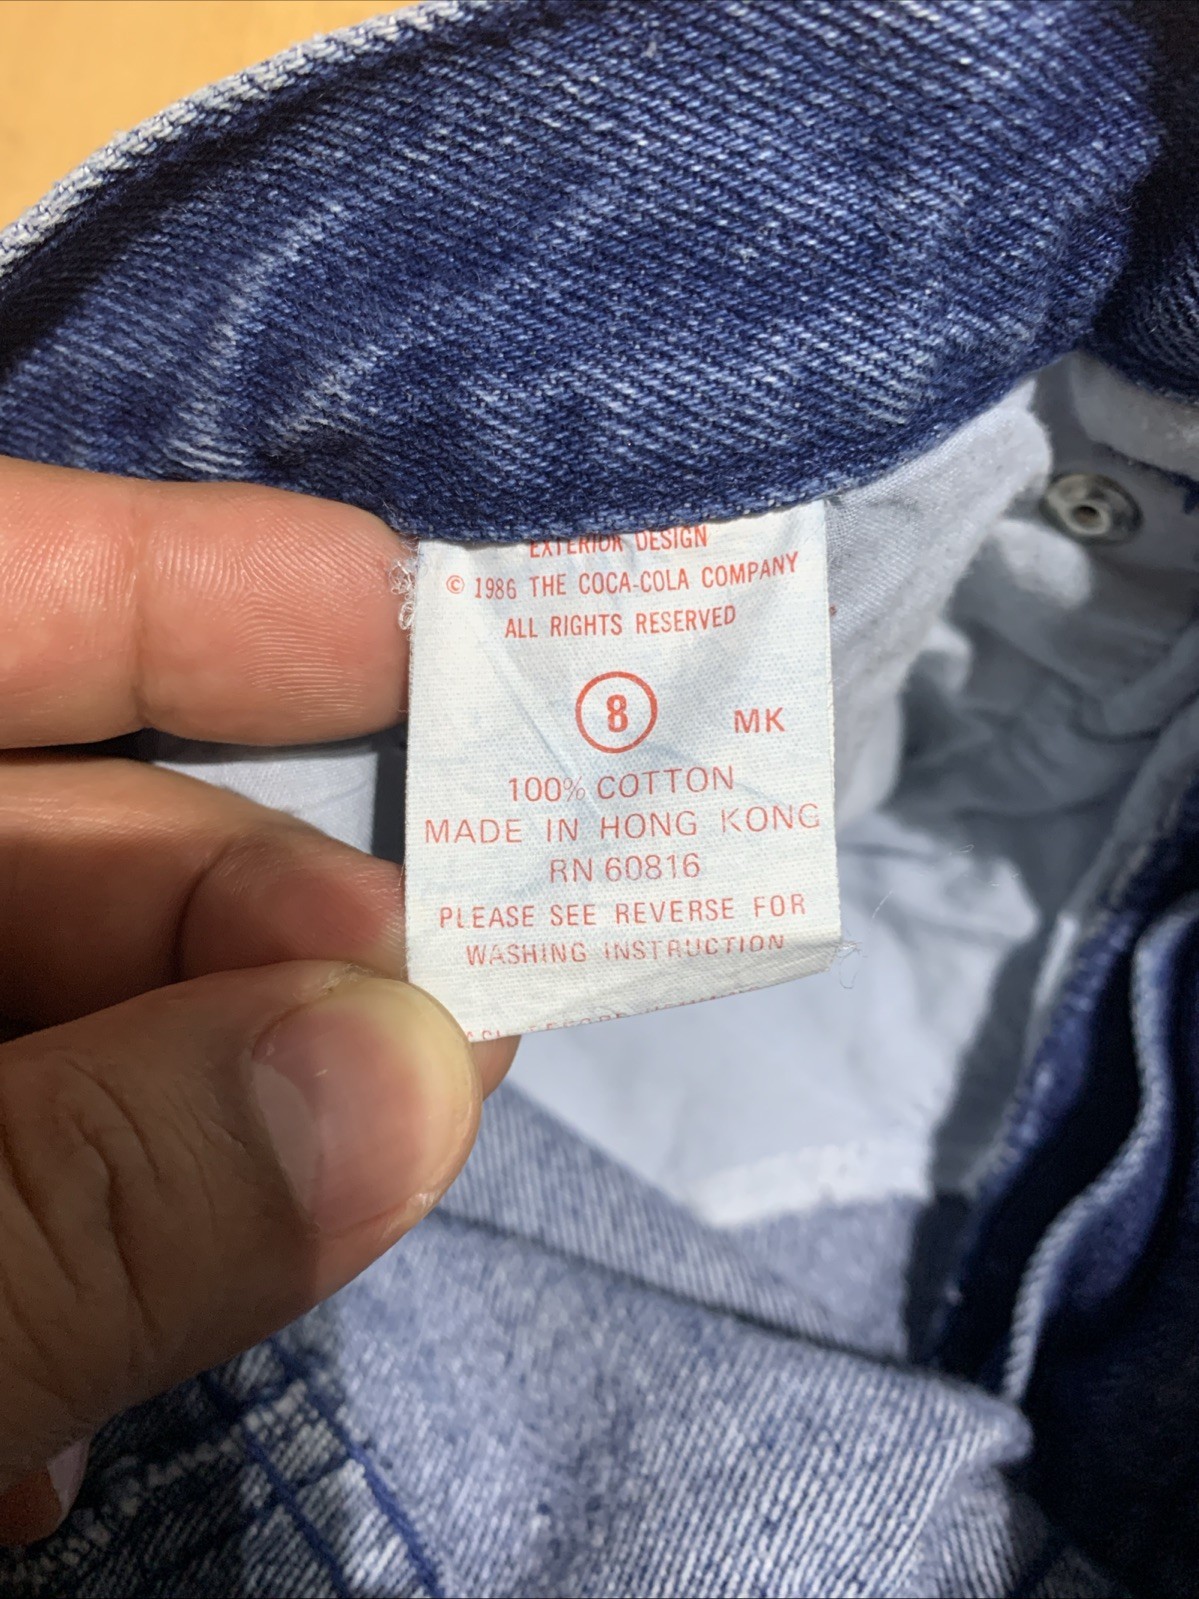 EXTERIOR DESIGN
© 1986 THE COCA-COLA COMPANY
ALL RIGHTS RESERVED
8 MK
100% COTTON
MADE IN HONG KONG
RN 60816
PLEASE SEE REVERSE FOR
WASHING INSTRUCTION